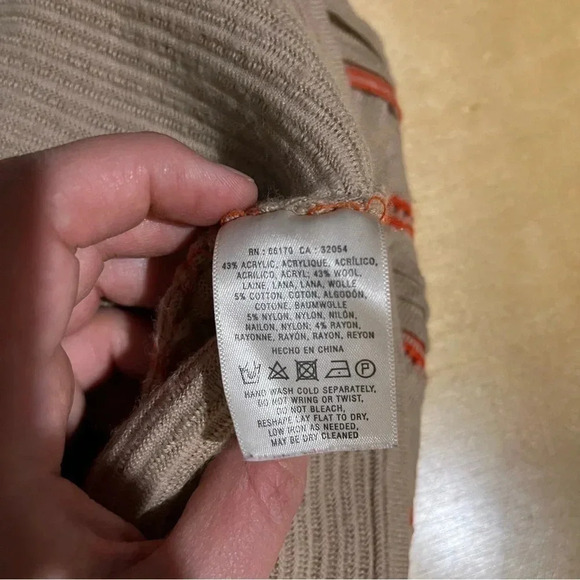 RN: 66170 CA: 32054
43% ACRYLIC, ACRYLIQUE, ACRÍLICO,
ACRÍLICO, ACRYL; 43% WOOL,
LAINE, LANA, LANA, WOLLE
5% COTTON, COTON, ALGODÓN,
COTONE, BAUMWOLLE
5% NYLON, NYLON, NILÓN,
NAILON, NYLON; 4% RAYON,
RAYONNE, RAYÓN, RAYON, REYON
HECHO EN CHINA
P
HAND WASH COLD SEPARATELY,
DO NOT WRING OR TWIST,
DO NOT BLEACH,
RESHAPE LAY FLAT TO DRY,
LOW IRON AS NEEDED,
MAY BE DRY CLEANED